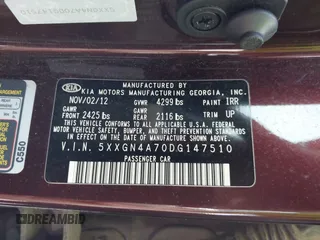 MANUFACTURED BY
KIA KIA MOTORS MANUFACTURING GEORGIA, INC.
NOV/02/12 GVWR 4299 lbs PAINT IRR
GAWR FRONT 2425 lbs GAWR REAR 2116 lbs TRIM UP
THIS VEHICLE CONFORMS TO ALL APPLICABLE U.S.A. FEDERAL MOTOR VEHICLE SAFETY, BUMPER, AND THEFT PREVENTION STANDARDS IN EFFECT ON THE DATE OF MANUFACTURE SHOWN ABOVE.
V.I.N. 5XXGN4A70DG147510
PASSENGER CAR
C550
DREAMBID